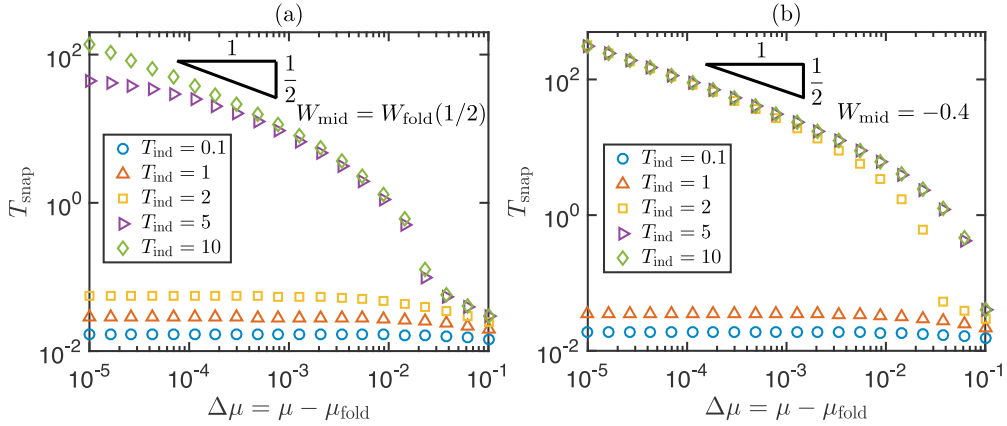 (a)
10^2
10^0
10^-2
T_snap
1
1/2
W_mid = W_fold(1/2)
T_ind = 0.1
T_ind = 1
T_ind = 2
T_ind = 5
T_ind = 10
10^-5 10^-4 10^-3 10^-2 10^-1
Δμ = μ − μ_fold
(b)
10^2
10^0
10^-2
T_snap
1
1/2
W_mid = −0.4
T_ind = 0.1
T_ind = 1
T_ind = 2
T_ind = 5
T_ind = 10
10^-5 10^-4 10^-3 10^-2 10^-1
Δμ = μ − μ_fold